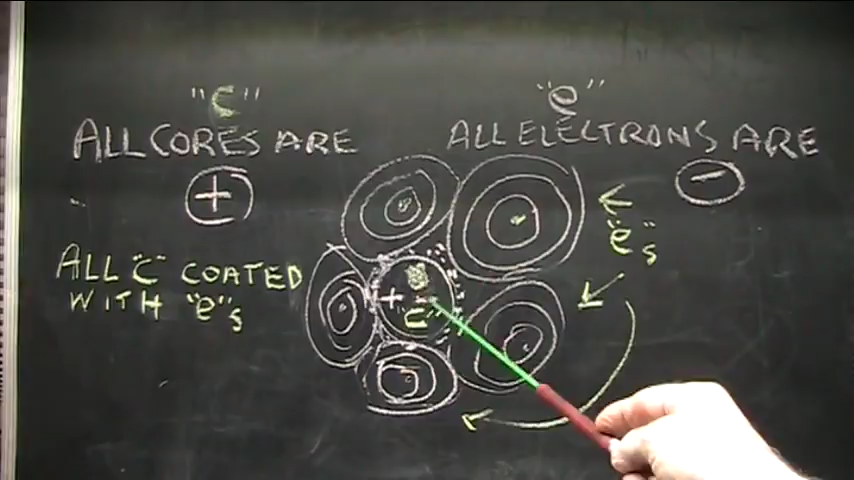 "C"
ALL CORES ARE
+
"e"
ALL ELECTRONS ARE
-
"e"s
ALL "C" COATED
WITH "e"s
+
"C"